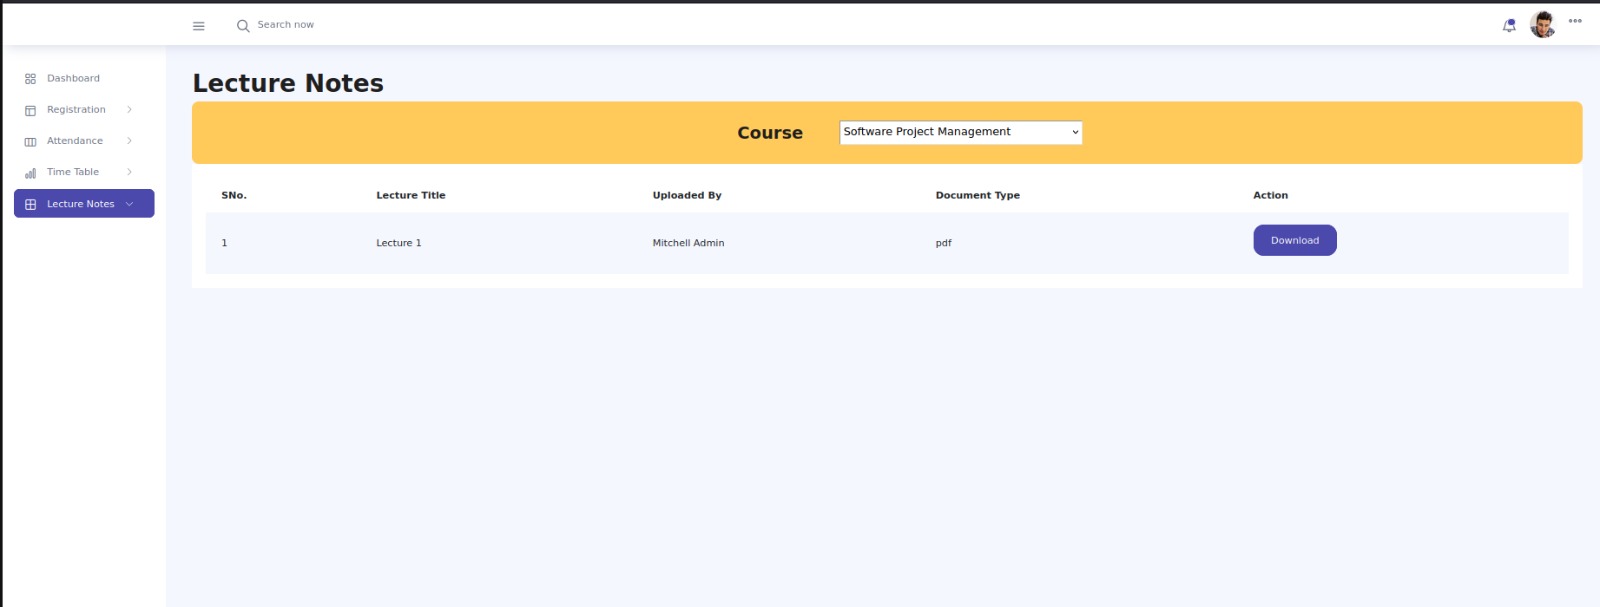 Search now
Dashboard
Registration
Attendance
Time Table
Lecture Notes
Lecture Notes
Course Software Project Management
SNo. Lecture Title Uploaded By Document Type Action
1 Lecture 1 Mitchell Admin pdf Download